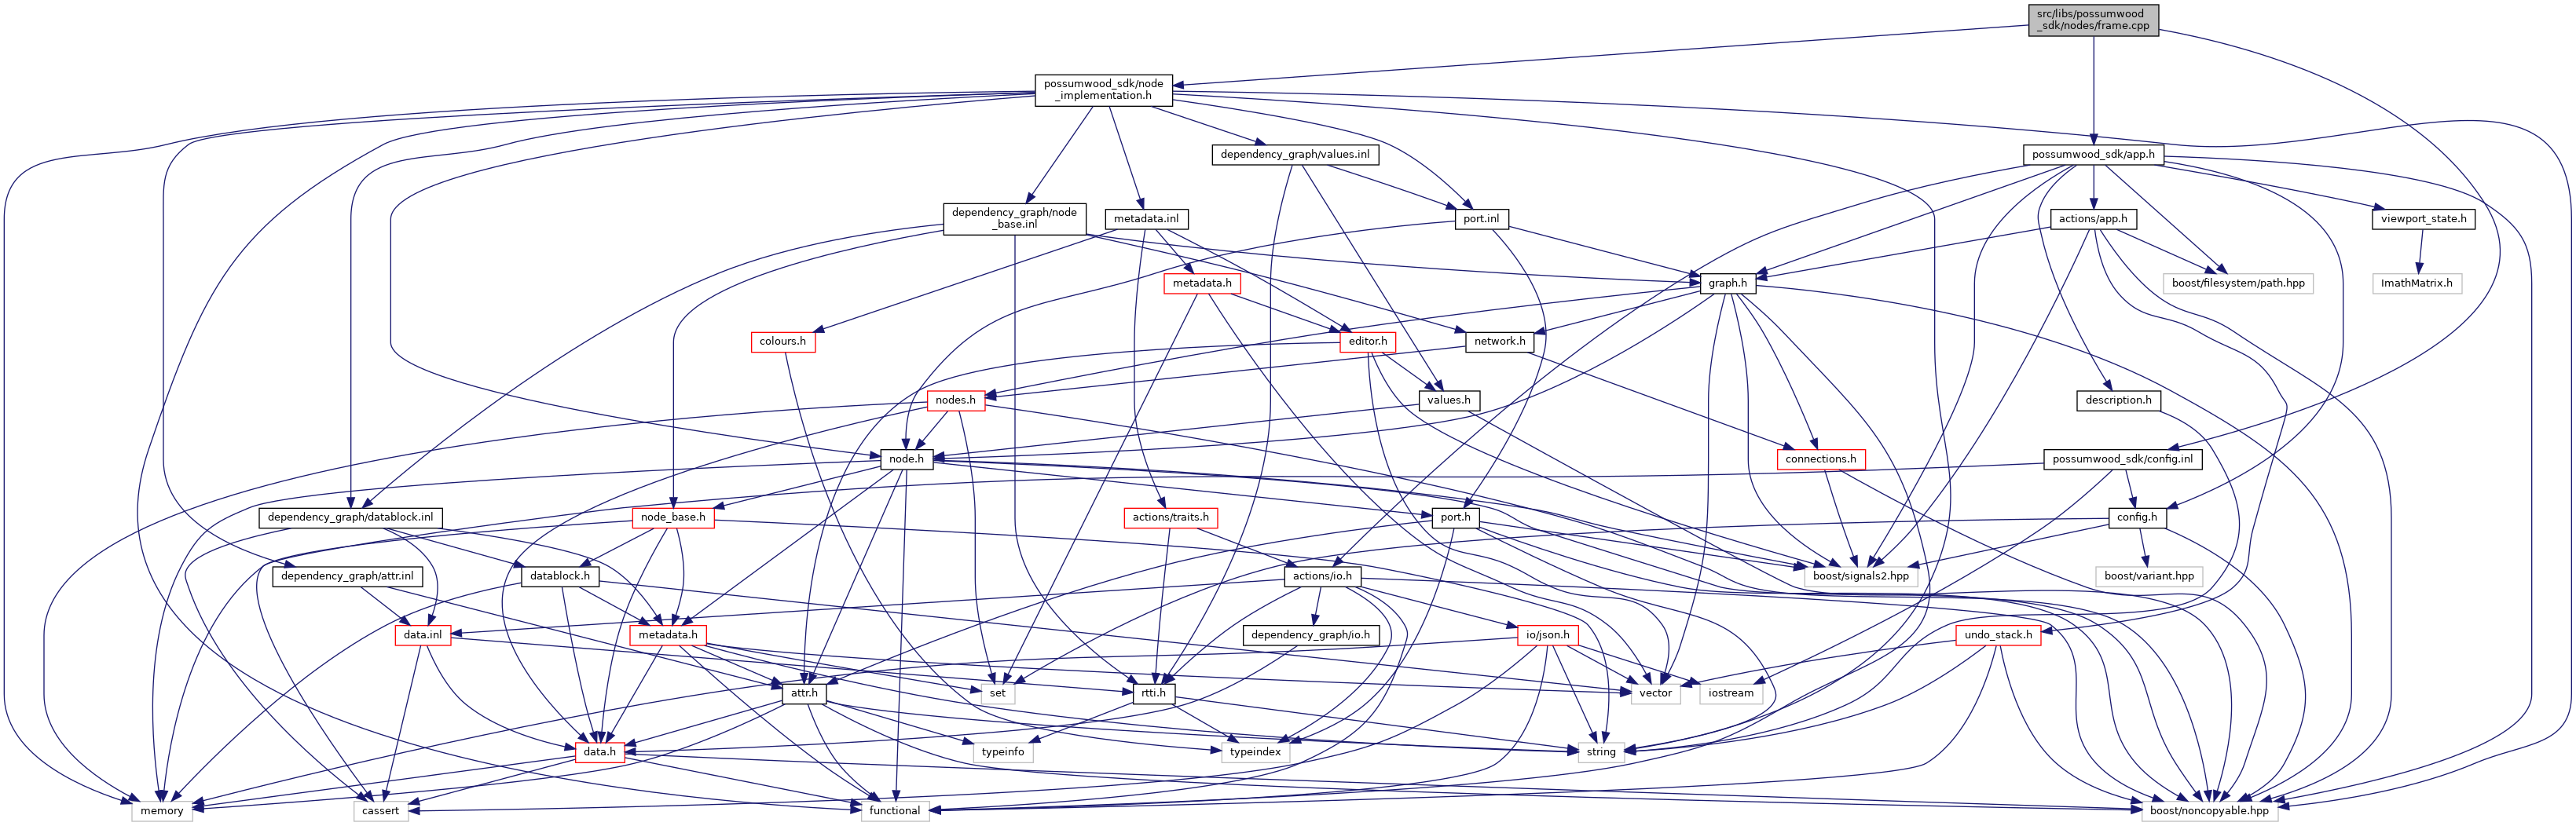 src/libs/possumwood
_sdk/nodes/frame.cpp
possumwood_sdk/node
_implementation.h
dependency_graph/values.inl
possumwood_sdk/app.h
dependency_graph/node
_base.inl
metadata.inl
port.inl
actions/app.h
viewport_state.h
metadata.h
graph.h
boost/filesystem/path.hpp
ImathMatrix.h
colours.h
editor.h
network.h
nodes.h
values.h
description.h
node.h
connections.h
possumwood_sdk/config.inl
dependency_graph/datablock.inl
node_base.h
actions/traits.h
port.h
config.h
dependency_graph/attr.inl
datablock.h
actions/io.h
boost/signals2.hpp
boost/variant.hpp
data.inl
metadata.h
dependency_graph/io.h
io/json.h
undo_stack.h
attr.h
set
rtti.h
vector
iostream
data.h
typeinfo
typeindex
string
memory
cassert
functional
boost/noncopyable.hpp